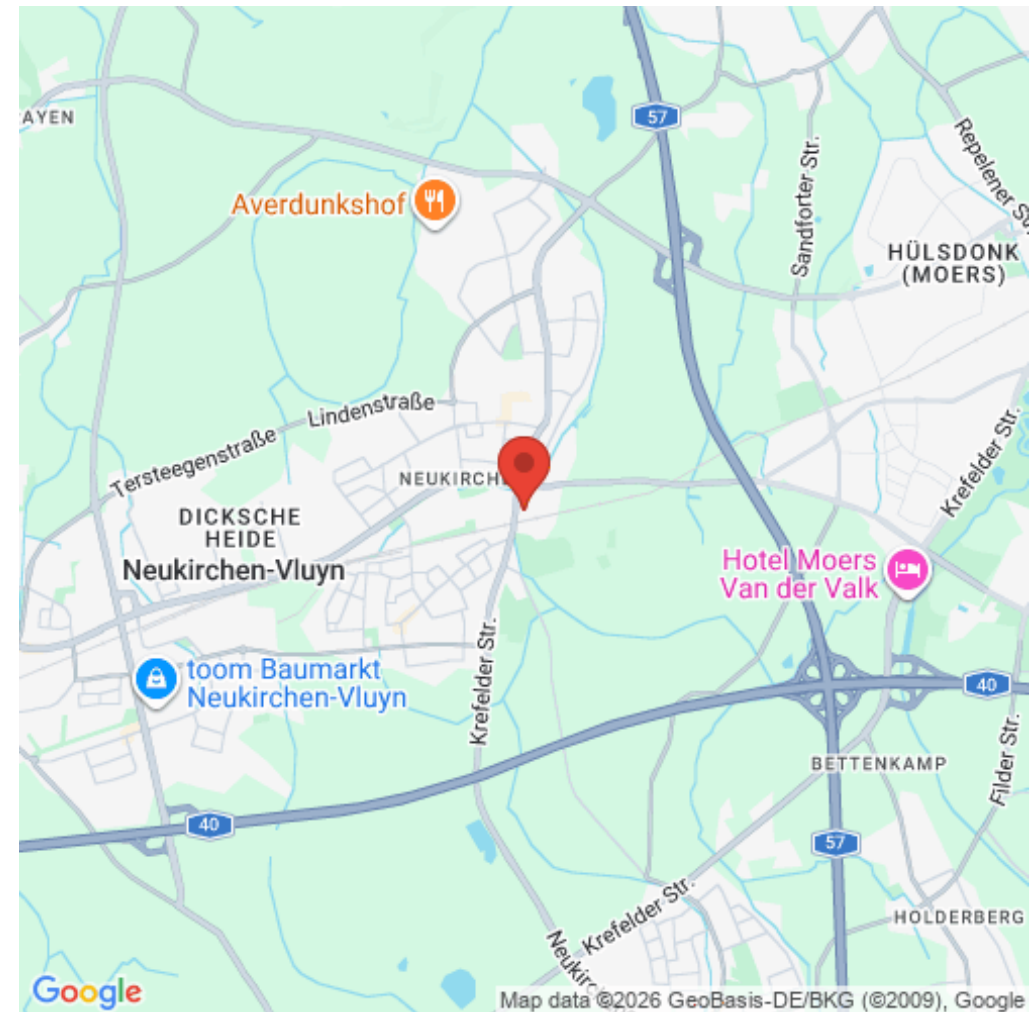 57
AYEN
Repelener
Sandforter Str.
Averdunkshof
HÜLSDONK
(MOERS)
Lindenstraße
Tersteegenstraße
Krefelder Str.
NEUKIRCHE
DICKSCHE
HEIDE
Neukirchen-Vluyn
Hotel Moers
Van der Valk
Krefelder Str.
toom Baumarkt
Neukirchen-Vluyn
40
Filder Str.
BETTENKAMP
40
57
Krefelder Str.
HOLDERBERG
Neukirc
Google
Map data ©2026 GeoBasis-DE/BKG (©2009), Google